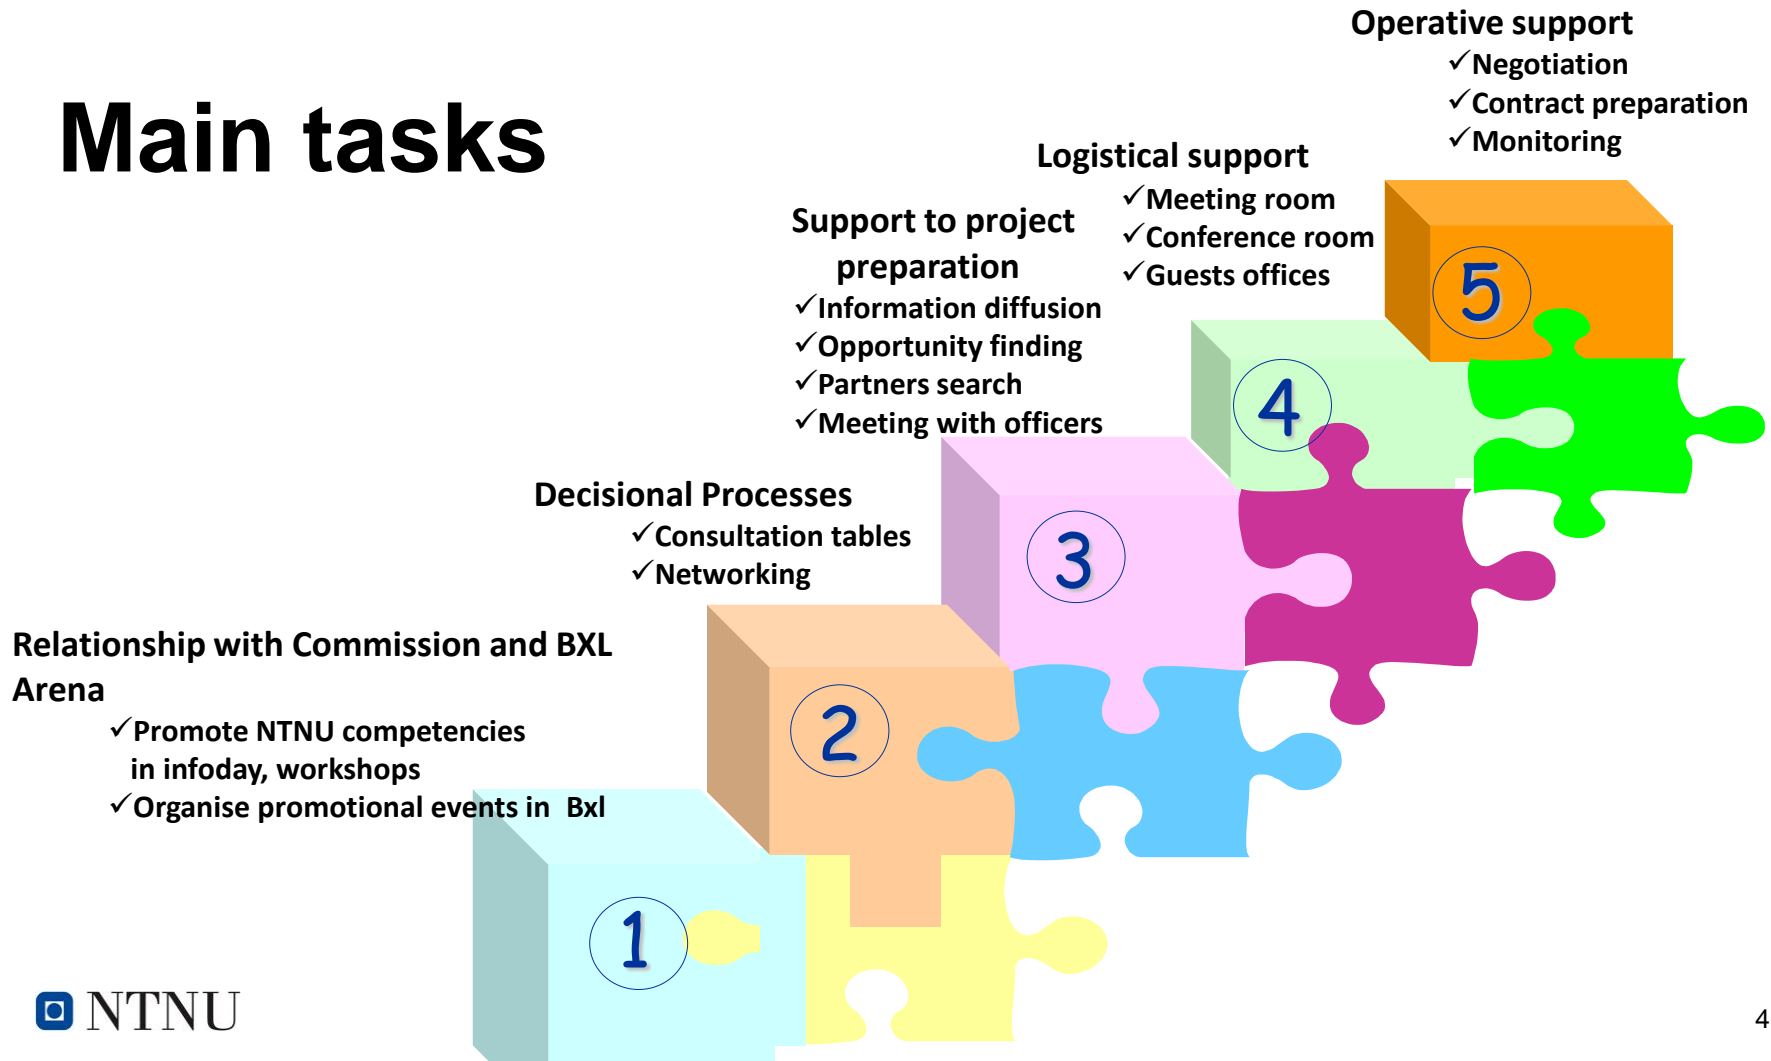 Main tasks
Operative support
✓Negotiation
✓Contract preparation
✓Monitoring
Logistical support
✓Meeting room
✓Conference room
✓Guests offices
Support to project
preparation
✓Information diffusion
✓Opportunity finding
✓Partners search
✓Meeting with officers
Decisional Processes
✓Consultation tables
✓Networking
Relationship with Commission and BXL
Arena
✓Promote NTNU competencies
in infoday, workshops
✓Organise promotional events in  Bxl
5
4
3
2
1
NTNU
4